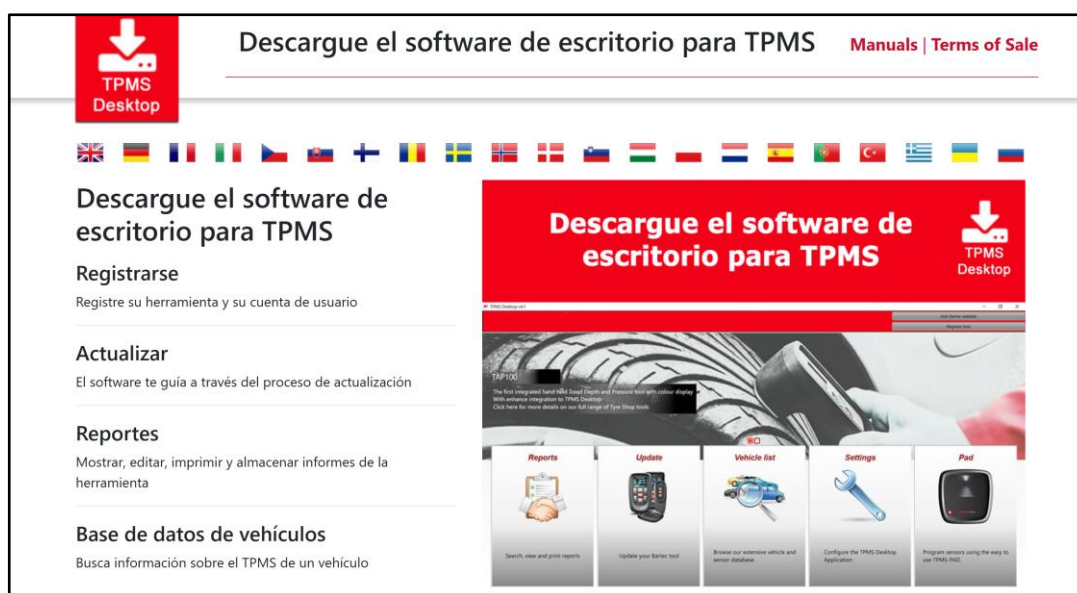 TPMS
Desktop
Descargue el software de escritorio para TPMS
Manuals | Terms of Sale
Descargue el software de
escritorio para TPMS
Registrarse
Registre su herramienta y su cuenta de usuario
Actualizar
El software te guía a través del proceso de actualización
Reportes
Mostrar, editar, imprimir y almacenar informes de la
herramienta
Base de datos de vehículos
Busca información sobre el TPMS de un vehículo
Descargue el software de
escritorio para TPMS
TPMS
Desktop
Visit Bartec website
Register tool
TAP100
The first integrated hand held Tread Depth and Pressure tool with colour display
With enhance integration to TPMS Desktop
Click here for more details on our full range of Tyre Shop tools
Reports
Search, view and print reports
Update
Update your Bartec tool
Vehicle list
Browse our extensive vehicle and
sensor database
Settings
Configure the TPMS Desktop
Application
Pad
Program sensors using the easy to
use TPMS-PAD.